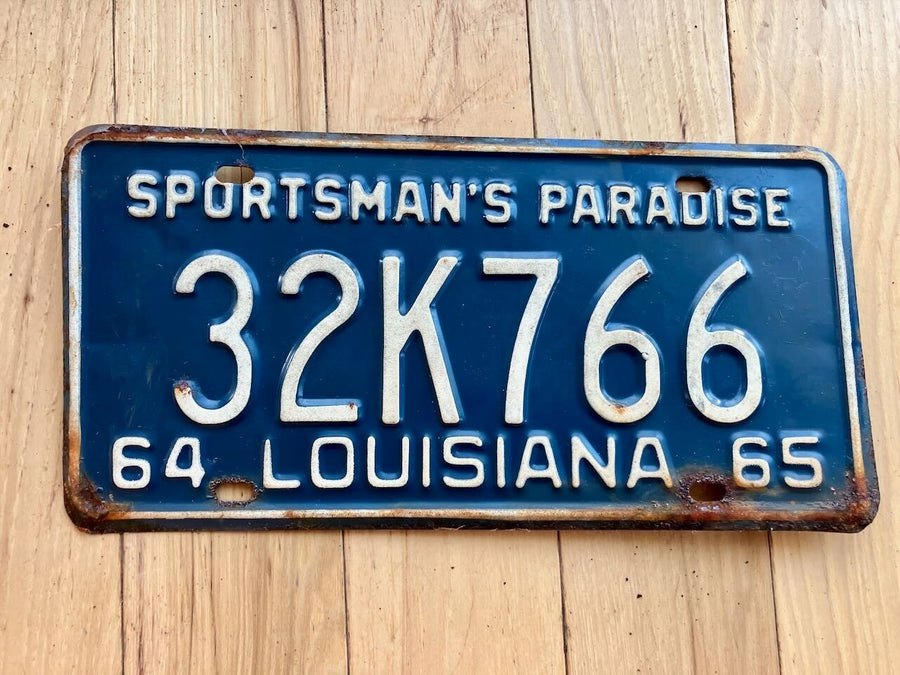 SPORTSMAN'S PARADISE
32K766
64 LOUISIANA 65